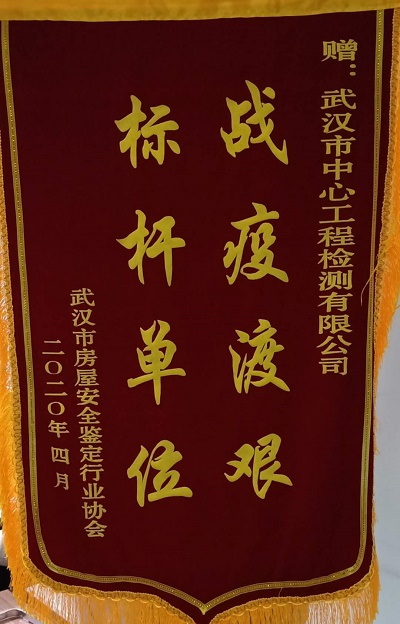 赠：武汉市中心工程检测有限公司
战疫渡艰
标杆单位
武汉市房屋安全鉴定行业协会
二〇二〇年四月